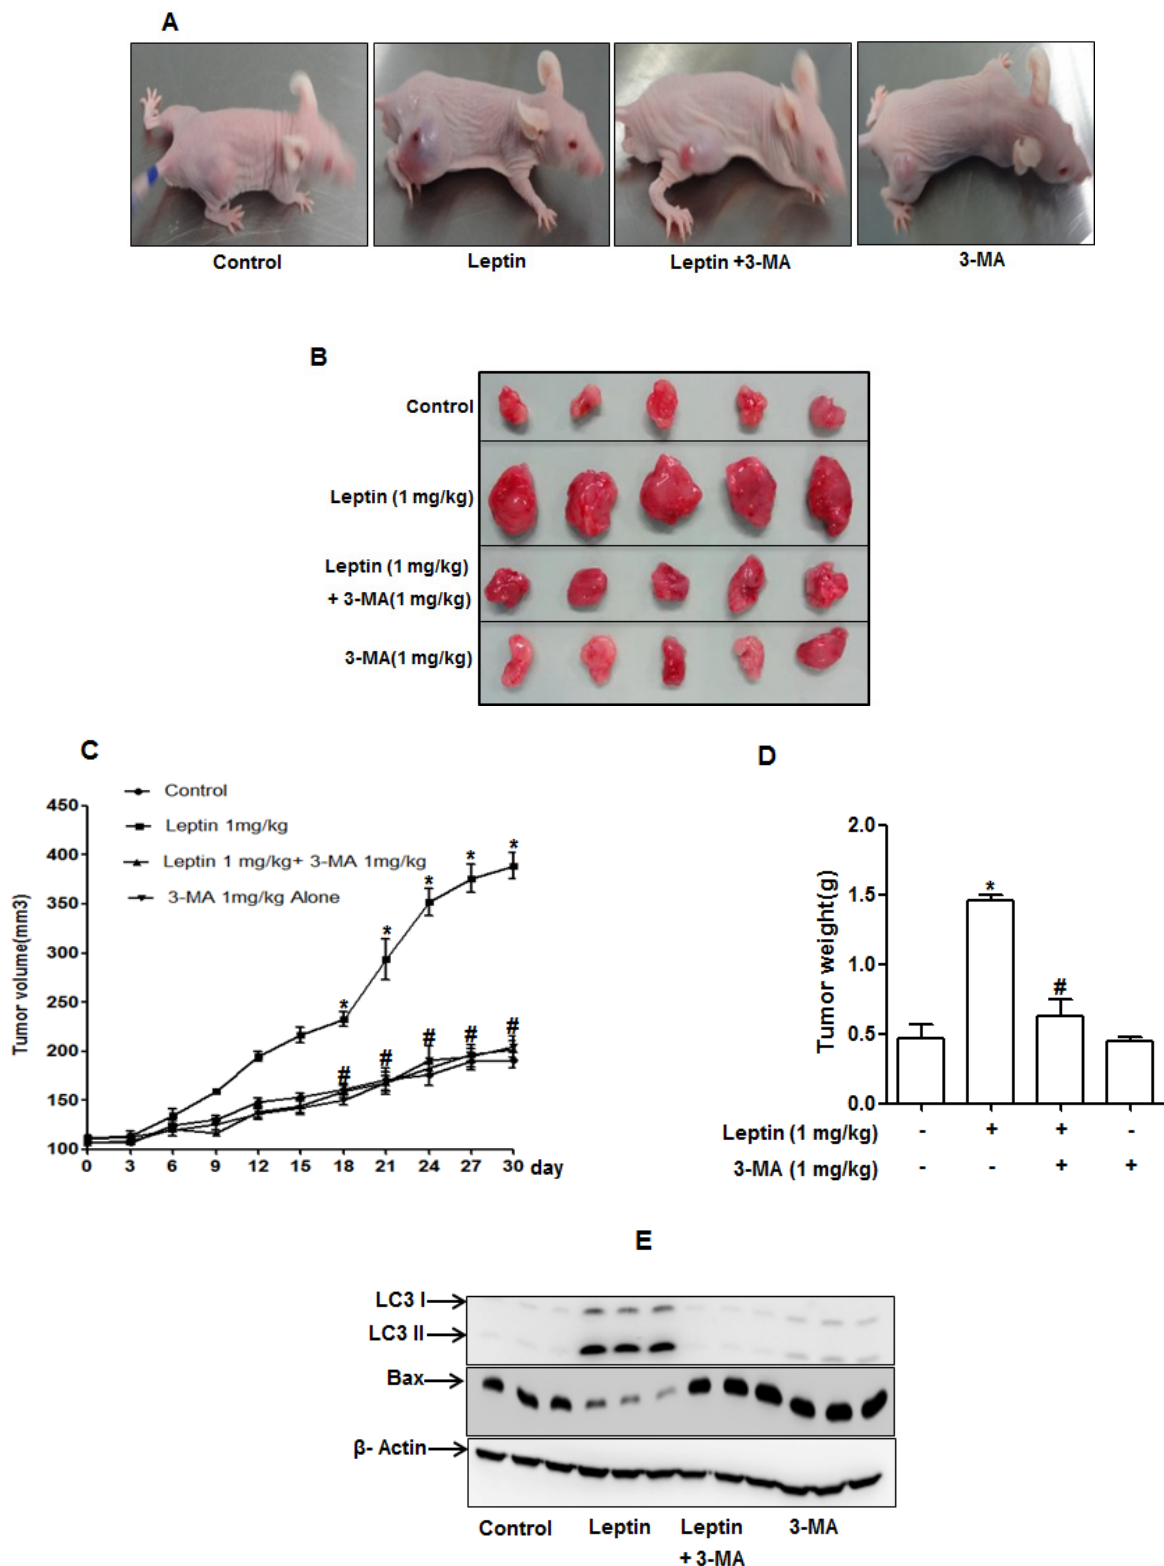 A
Control
Leptin
Leptin +3-MA
3-MA
B
Control
Leptin (1 mg/kg)
Leptin (1 mg/kg)
+ 3-MA(1 mg/kg)
3-MA(1 mg/kg)
C
Control
Leptin 1mg/kg
Leptin 1 mg/kg+ 3-MA 1mg/kg
3-MA 1mg/kg Alone
Tumor volume(mm3)
450
400
350
300
250
200
150
100
* * * * *
# # # # #
0 3 6 9 12 15 18 21 24 27 30 day
D
Tumor weight(g)
2.0
1.5
1.0
0.5
0.0
*
#
Leptin (1 mg/kg) - + + -
3-MA (1 mg/kg) - - + +
E
LC3 I
LC3 II
Bax
β- Actin
Control
Leptin
Leptin
+ 3-MA
3-MA